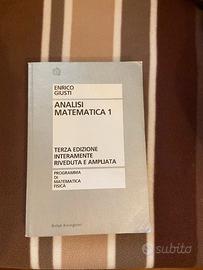 ENRICO
GIUSTI
ANALISI
MATEMATICA 1
TERZA EDIZIONE
INTERAMENTE
RIVEDUTA E AMPLIATA
PROGRAMMA
DI
MATEMATICA
FISICA
Bollati Boringhieri
subito